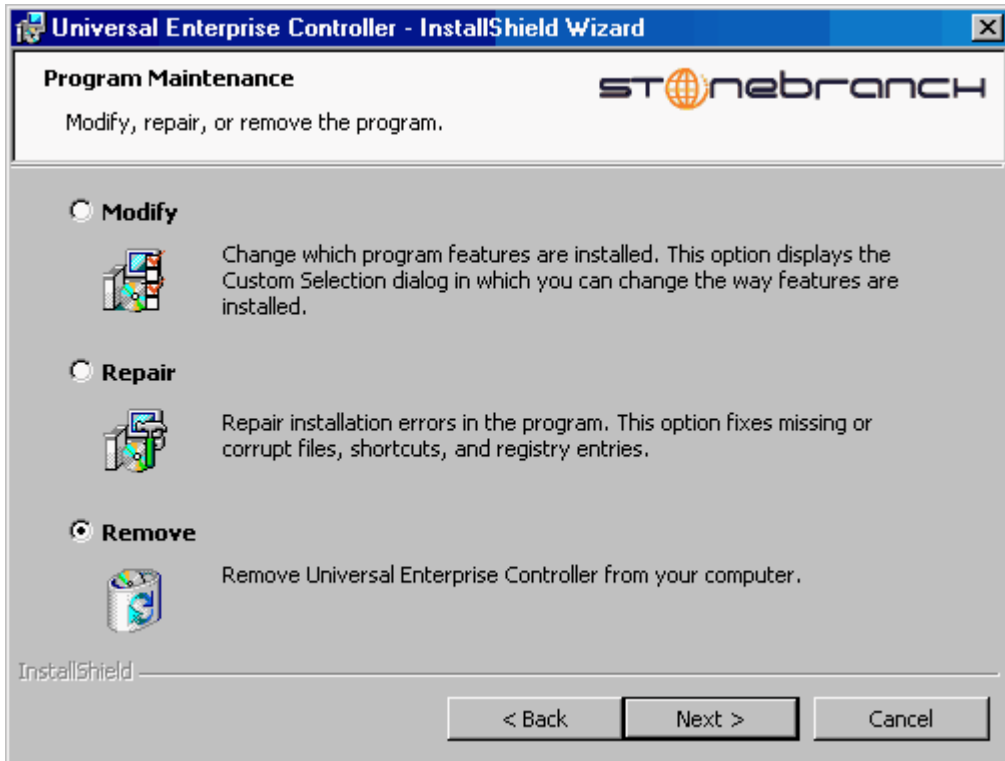 Universal Enterprise Controller - InstallShield Wizard
Program Maintenance
Modify, repair, or remove the program.
STonebranch
Modify
Change which program features are installed. This option displays the
Custom Selection dialog in which you can change the way features are
installed.
Repair
Repair installation errors in the program. This option fixes missing or
corrupt files, shortcuts, and registry entries.
Remove
Remove Universal Enterprise Controller from your computer.
InstallShield
< Back
Next >
Cancel